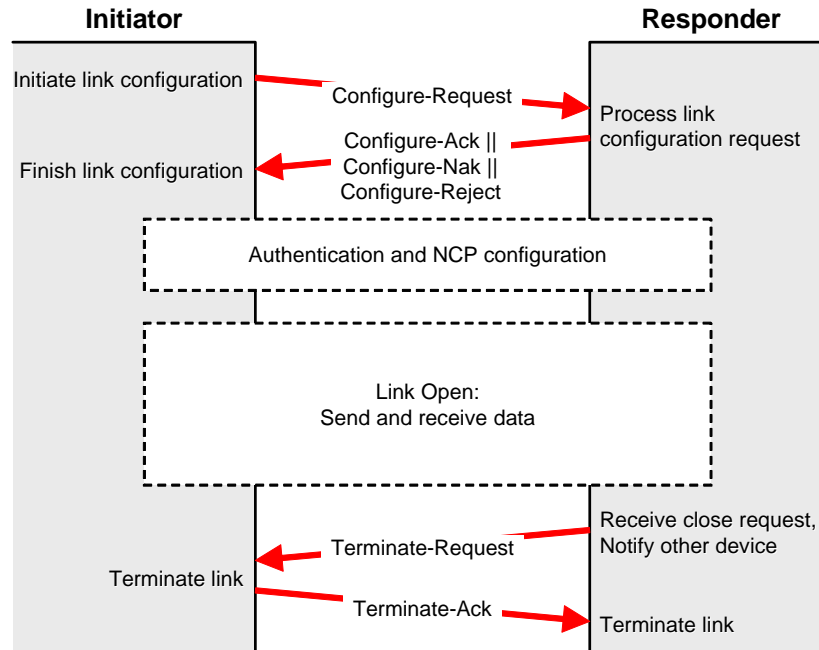 Initiator
Responder
Initiate link configuration
Configure-Request
Process link
configuration request
Configure-Ack ||
Configure-Nak ||
Configure-Reject
Finish link configuration
Authentication and NCP configuration
Link Open:
Send and receive data
Receive close request,
Notify other device
Terminate-Request
Terminate link
Terminate-Ack
Terminate link